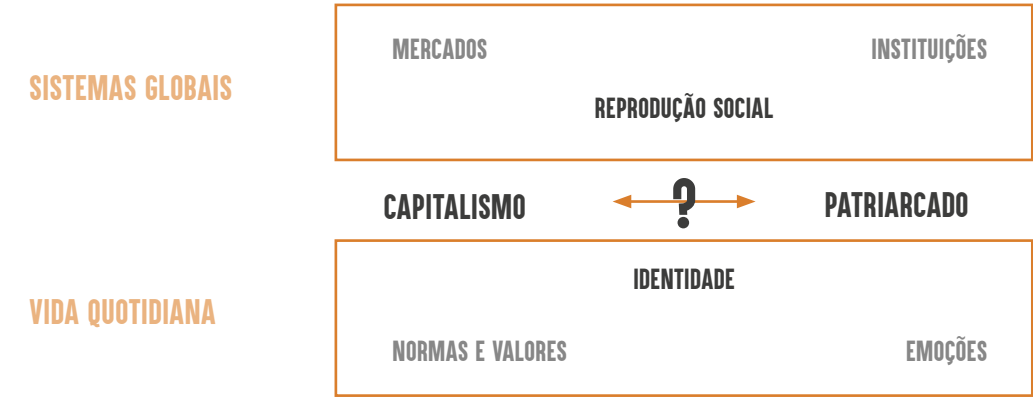 MERCADOS INSTITUIÇÕES
SISTEMAS GLOBAIS
REPRODUÇÃO SOCIAL
CAPITALISMO ? PATRIARCADO
IDENTIDADE
VIDA QUOTIDIANA
NORMAS E VALORES EMOÇÕES